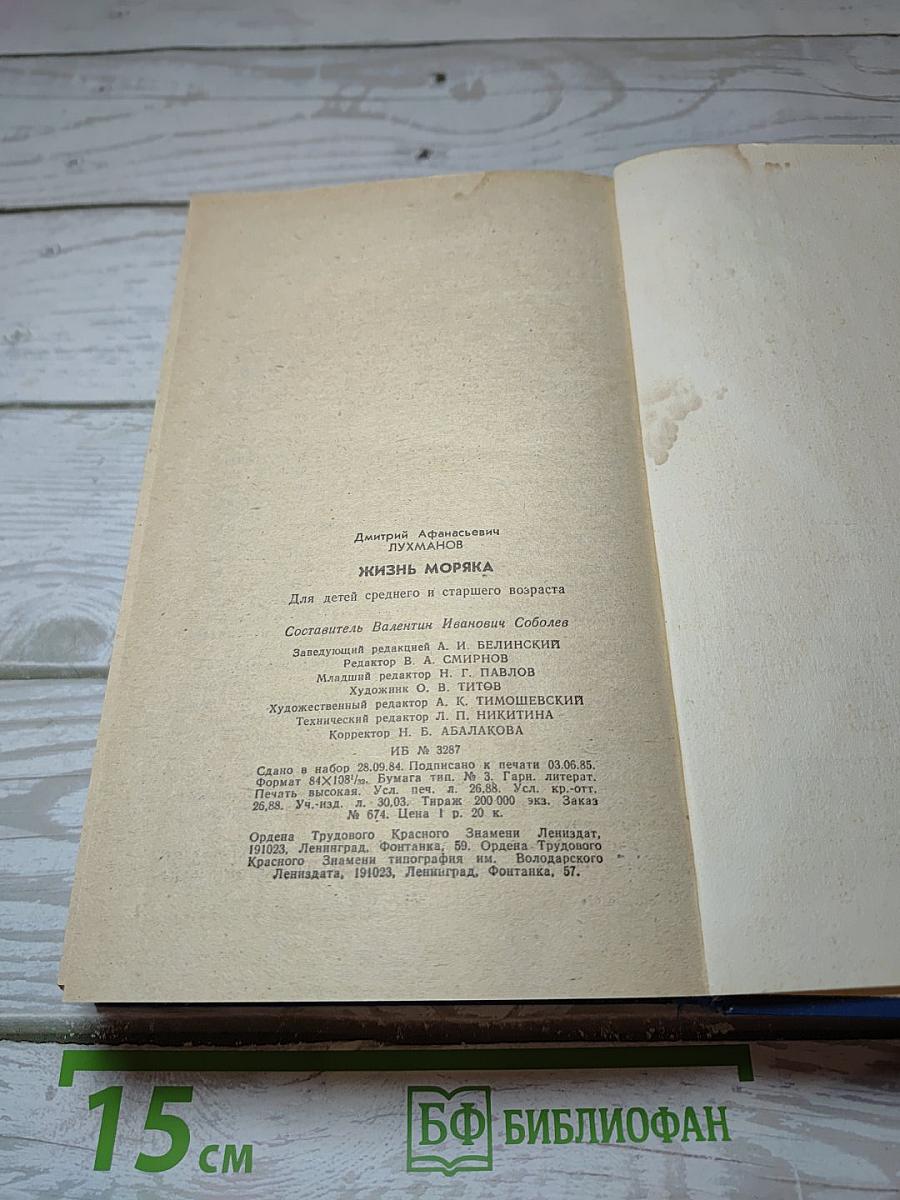 Дмитрий Афанасьевич
ЛУХМАНОВ
ЖИЗНЬ МОРЯКА
Для детей среднего и старшего возраста
Составитель Валентин Иванович Соболев
Заведующий редакцией А. И. БЕЛИНСКИЙ
Редактор В. А. СМИРНОВ
Младший редактор Н. Г. ПАВЛОВ
Художник О. В. ТИТОВ
Художественный редактор А. К. ТИМОШЕВСКИЙ
Технический редактор Л. П. НИКИТИНА
Корректор Н. Б. АБАЛАКОВА
ИБ № 3287
Сдано в набор 28.09.84. Подписано к печати 03.06.85.
Формат 84×108¹/₃₂. Бумага тип. № 3. Гарн. литерат.
Печать высокая. Усл. печ. л. 26,88. Усл. кр.-отт.
26,88. Уч.-изд. л. 30,03. Тираж 200 000 экз. Заказ
№ 674. Цена 1 р. 20 к.
Ордена Трудового Красного Знамени Лениздат,
191023, Ленинград, Фонтанка, 59. Ордена Трудового
Красного Знамени типография им. Володарского
Лениздата, 191023, Ленинград, Фонтанка, 57.
15 см
БФ БИБЛИОФАН